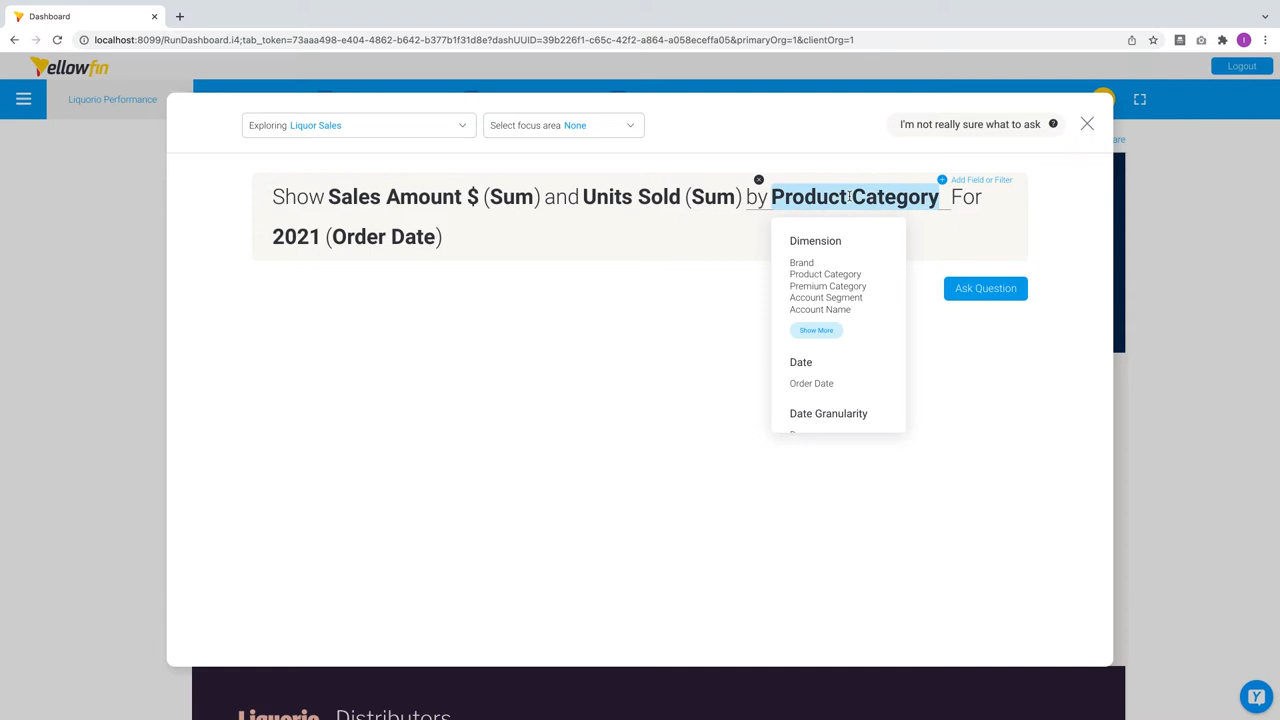 Dashboard
localhost:8099/RunDashboard.i4;tab_token=73aaa498-e404-4862-b642-b377b1f31d8e?dashUUID=39b226f1-c65c-42f2-a864-a058eceffa05&primaryOrg=1&clientOrg=1
yellowfin
Logout
Liquorio Performance
Exploring Liquor Sales
Select focus area None
I'm not really sure what to ask
are
Add Field or Filter
Show Sales Amount $ (Sum) and Units Sold (Sum) by Product Category For
2021 (Order Date)
Ask Question
Dimension
Brand
Product Category
Premium Category
Account Segment
Account Name
Show More
Date
Order Date
Date Granularity
Liquorio Distributors